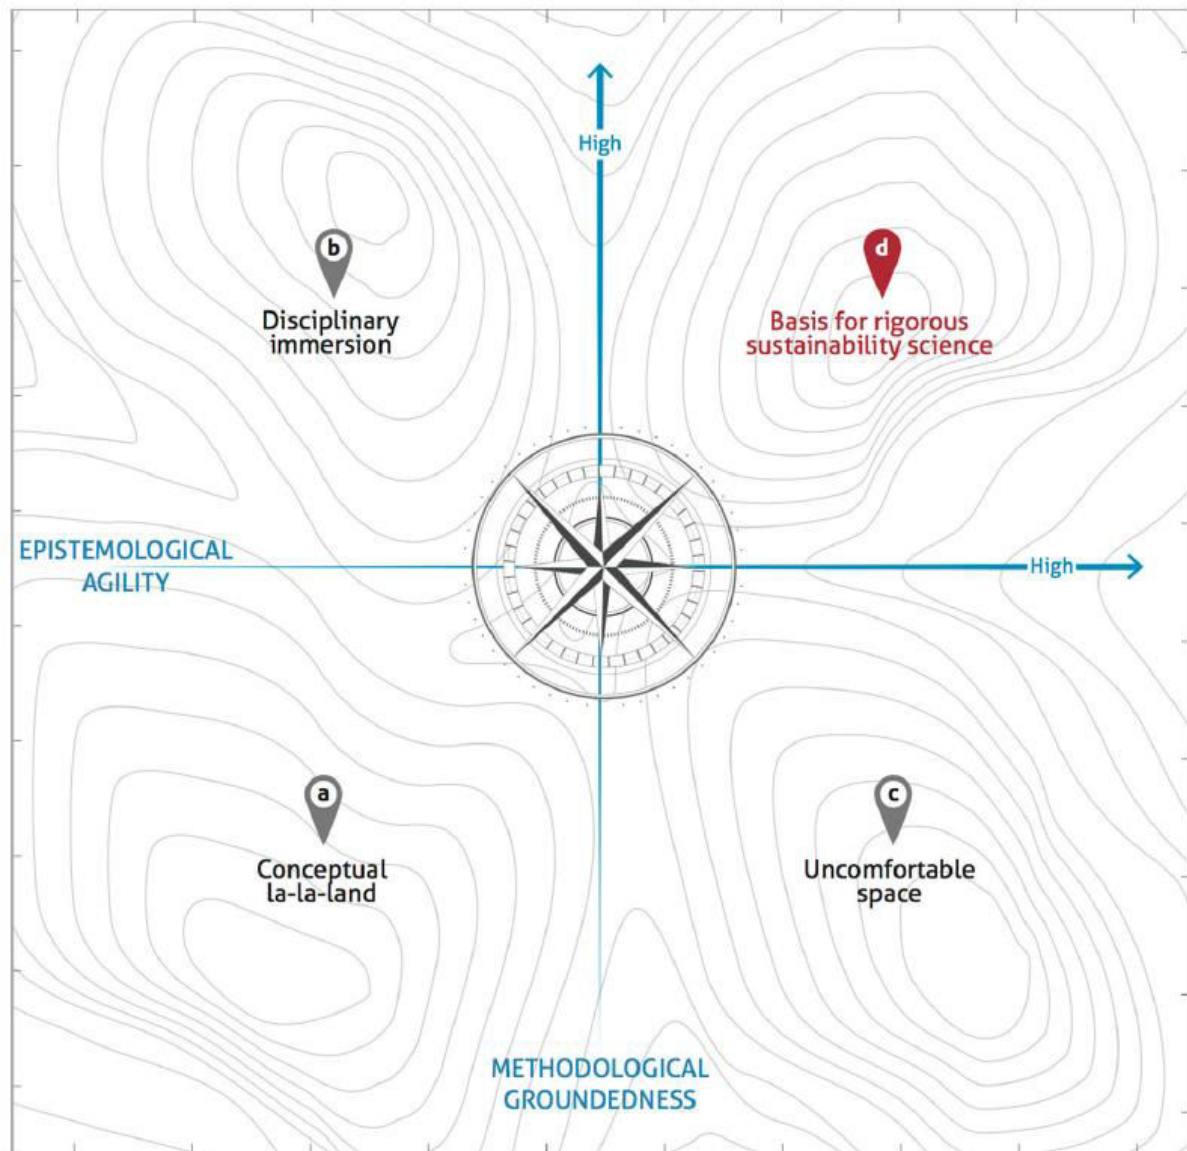 High
b
Disciplinary
immersion
d
Basis for rigorous
sustainability science
EPISTEMOLOGICAL
AGILITY
High
a
Conceptual
la-la-land
c
Uncomfortable
space
METHODOLOGICAL
GROUNDEDNESS